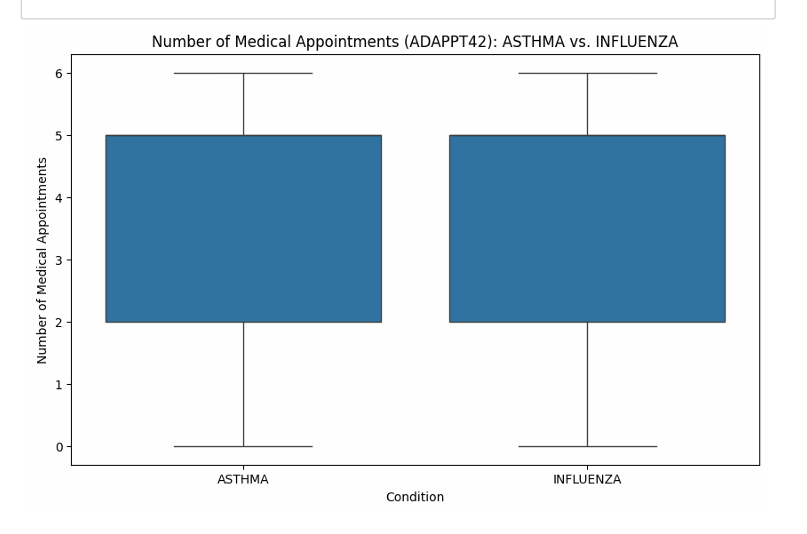 Number of Medical Appointments (ADAPPT42): ASTHMA vs. INFLUENZA
Number of Medical Appointments
6
5
4
3
2
1
0
ASTHMA INFLUENZA
Condition